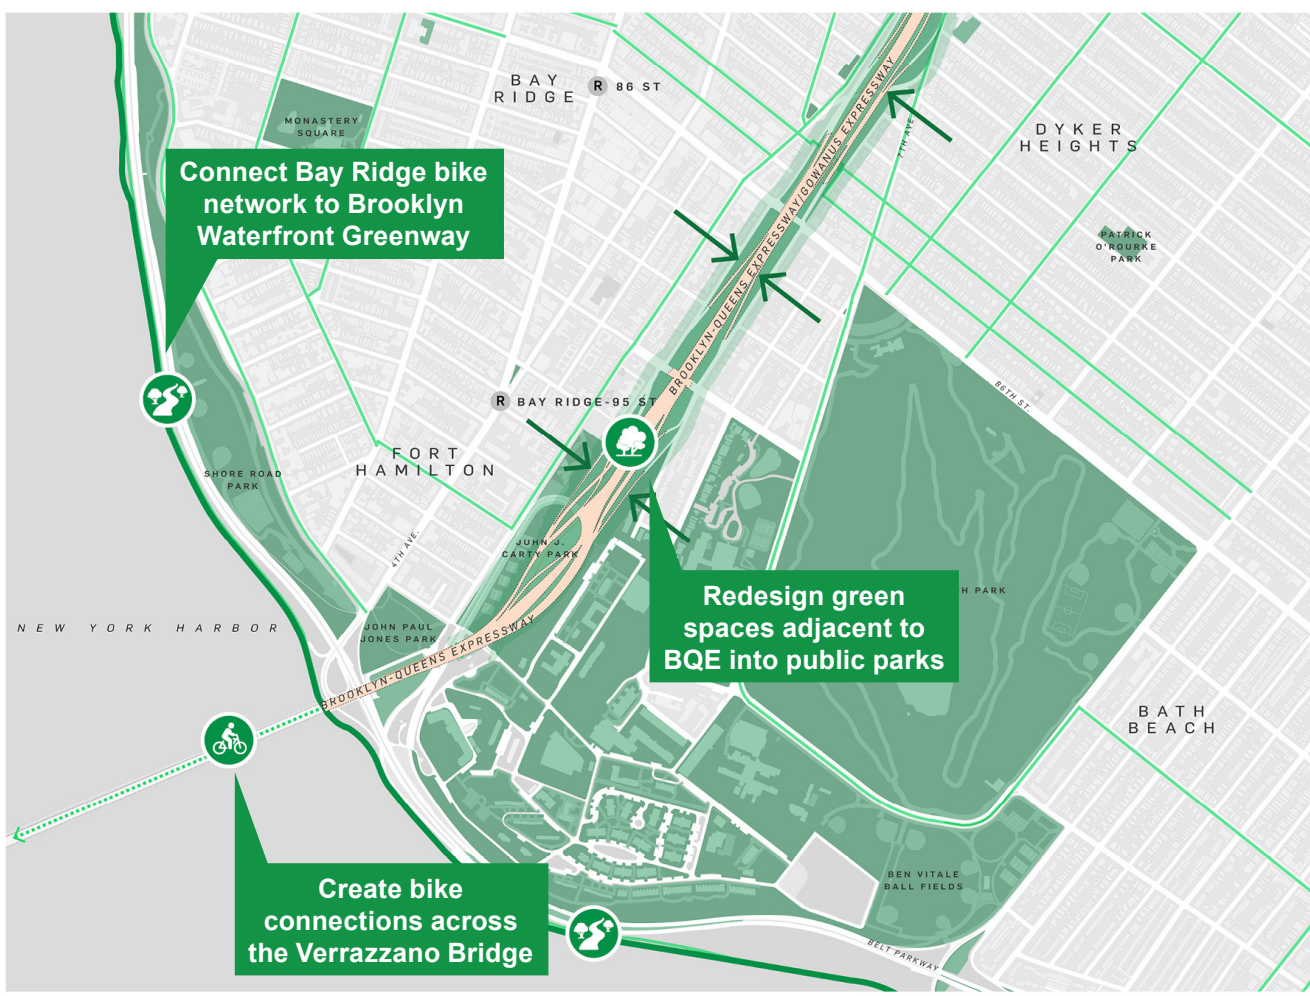 BAY
RIDGE
R 86 ST
MONASTERY
SQUARE
Connect Bay Ridge bike
network to Brooklyn
Waterfront Greenway
BROOKLYN-QUEENS EXPRESSWAY/GOWANUS EXPRESSWAY
7TH AVE.
DYKER
HEIGHTS
PATRICK
O'ROURKE
PARK
86TH ST.
R BAY RIDGE-95 ST
FORT
HAMILTON
SHORE ROAD
PARK
4TH AVE.
JOHN J.
CARTY PARK
Redesign green
spaces adjacent to
BQE into public parks
H PARK
NEW YORK HARBOR
JOHN PAUL
JONES PARK
BROOKLYN-QUEENS EXPRESSWAY
BATH
BEACH
Create bike
connections across
the Verrazzano Bridge
BEN VITALE
BALL FIELDS
BELT PARKWAY